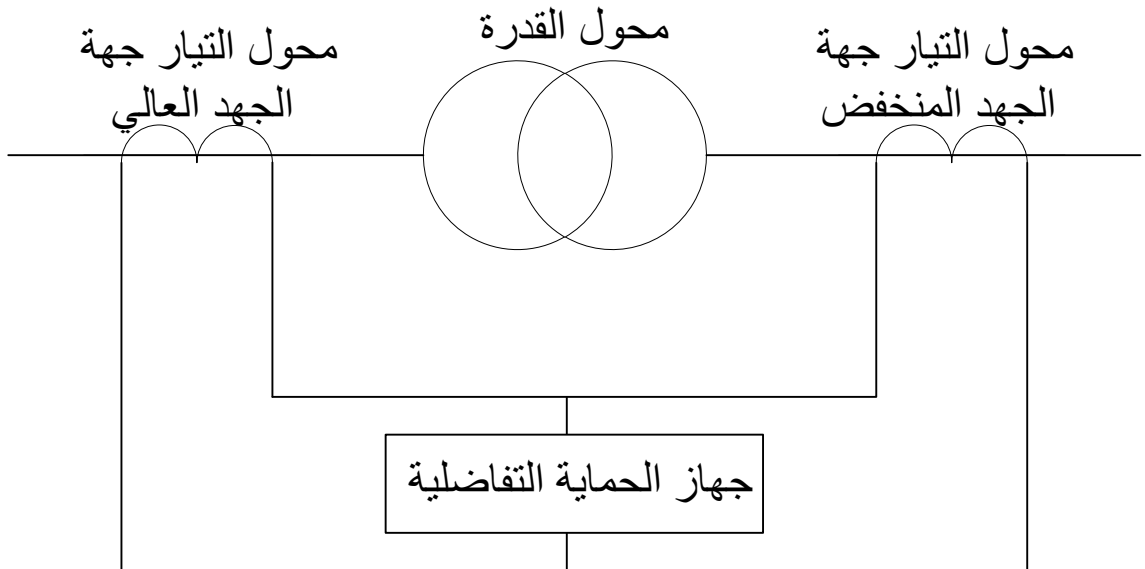 محول القدرة
محول التيار جهة
الجهد المنخفض
محول التيار جهة
الجهد العالي
جهاز الحماية التفاضلية